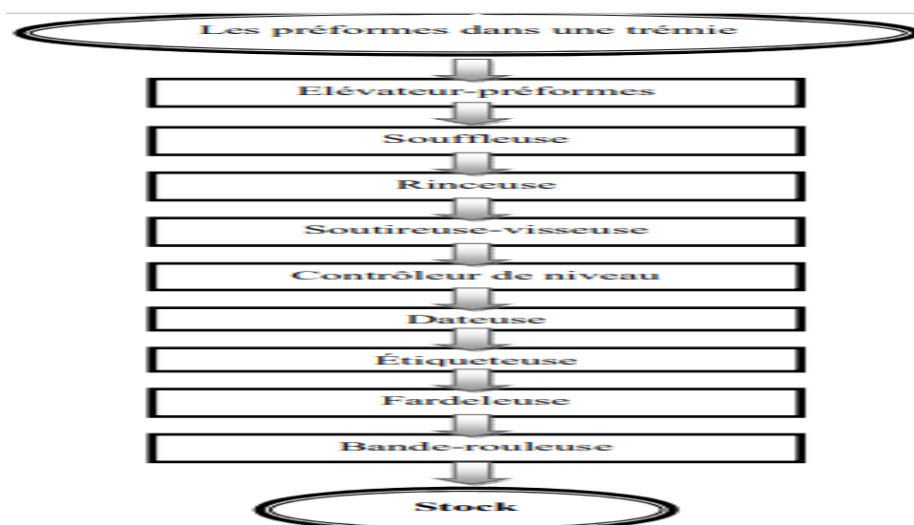 Les préformes dans une trémie
Elévateur-préformes
Souffleuse
Rinceuse
Soutireuse-visseuse
Contrôleur de niveau
Dateuse
Étiqueteuse
Fardeleuse
Bande-rouleuse
Stock